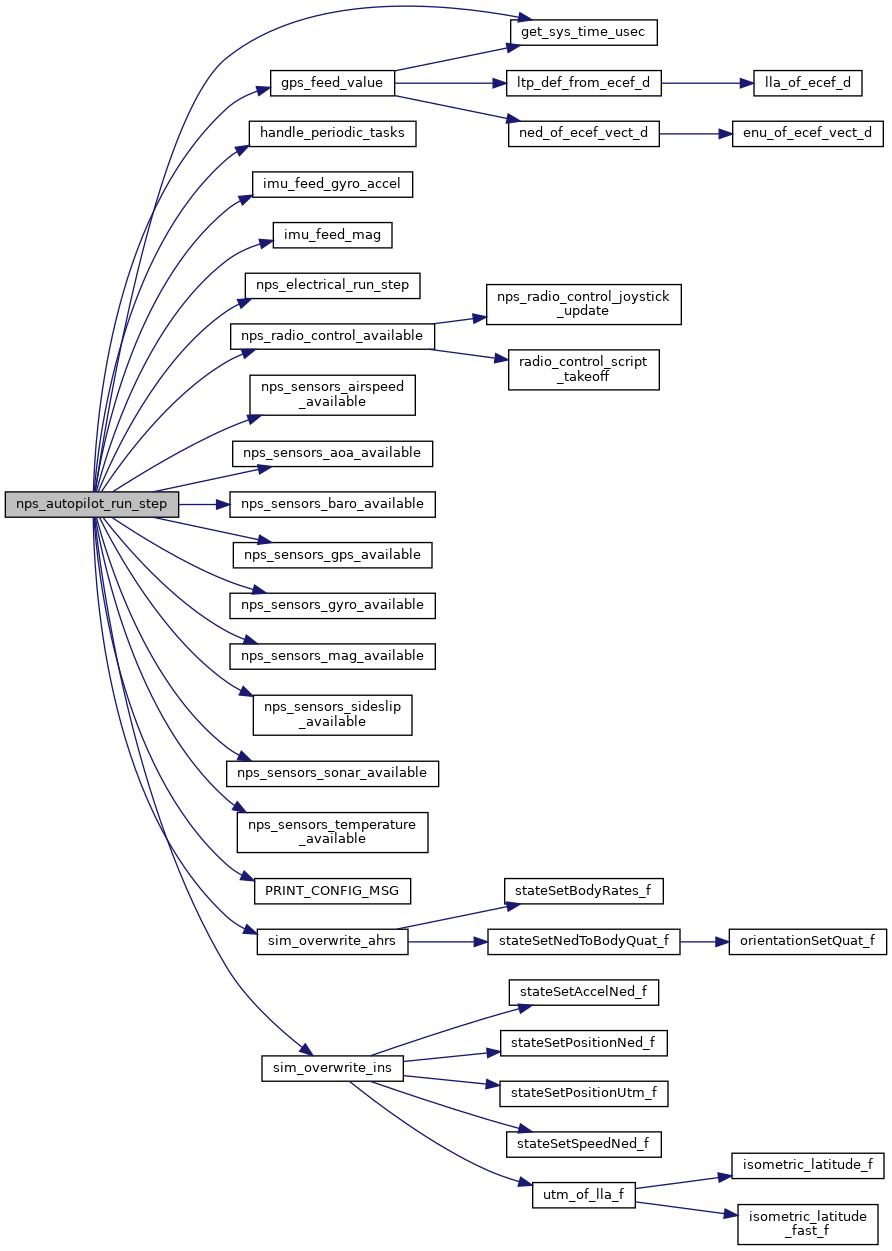 get_sys_time_usec
gps_feed_value
ltp_def_from_ecef_d
lla_of_ecef_d
handle_periodic_tasks
ned_of_ecef_vect_d
enu_of_ecef_vect_d
imu_feed_gyro_accel
imu_feed_mag
nps_electrical_run_step
nps_radio_control_joystick
_update
nps_radio_control_available
radio_control_script
_takeoff
nps_sensors_airspeed
_available
nps_sensors_aoa_available
nps_autopilot_run_step
nps_sensors_baro_available
nps_sensors_gps_available
nps_sensors_gyro_available
nps_sensors_mag_available
nps_sensors_sideslip
_available
nps_sensors_sonar_available
nps_sensors_temperature
_available
PRINT_CONFIG_MSG
stateSetBodyRates_f
sim_overwrite_ahrs
stateSetNedToBodyQuat_f
orientationSetQuat_f
stateSetAccelNed_f
stateSetPositionNed_f
sim_overwrite_ins
stateSetPositionUtm_f
stateSetSpeedNed_f
isometric_latitude_f
utm_of_lla_f
isometric_latitude
_fast_f